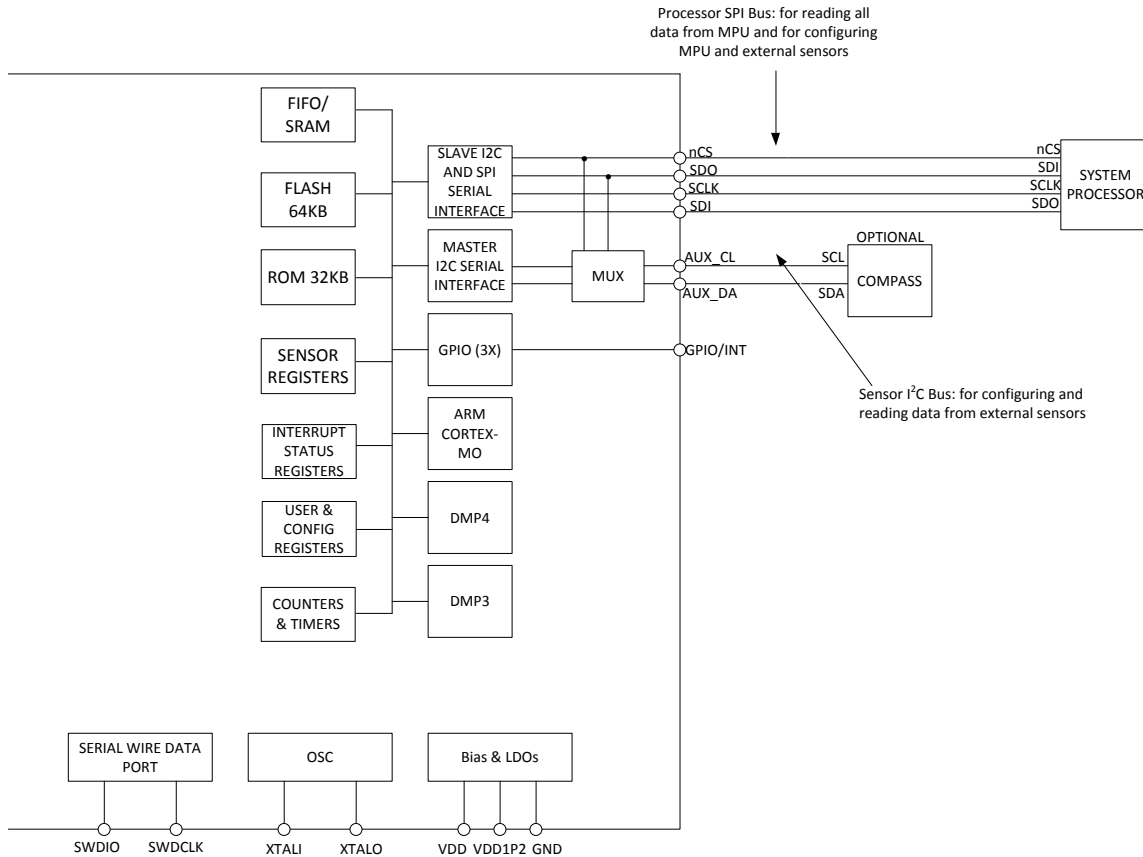 Processor SPI Bus: for reading all
data from MPU and for configuring
MPU and external sensors
FIFO/
SRAM
FLASH
64KB
ROM 32KB
SENSOR
REGISTERS
INTERRUPT
STATUS
REGISTERS
USER &
CONFIG
REGISTERS
COUNTERS
& TIMERS
SLAVE I2C
AND SPI
SERIAL
INTERFACE
MASTER
I2C SERIAL
INTERFACE
GPIO (3X)
ARM
CORTEX-
MO
DMP4
DMP3
MUX
nCS
SDO
SCLK
SDI
AUX_CL
AUX_DA
GPIO/INT
nCS
SDI
SCLK
SDO
SYSTEM
PROCESSOR
OPTIONAL
SCL
SDA
COMPASS
Sensor I²C Bus: for configuring and
reading data from external sensors
SERIAL WIRE DATA
PORT
OSC
Bias & LDOs
SWDIO
SWDCLK
XTALI
XTALO
VDD
VDD1P2
GND